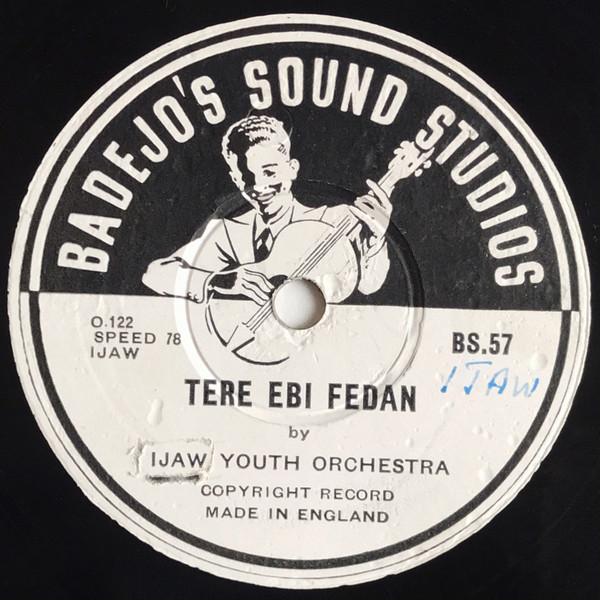 BADEJO'S SOUND STUDIOS
O.122
SPEED 78
IJAW
BS.57
IJAW
TERE EBI FEDAN
by
IJAW YOUTH ORCHESTRA
COPYRIGHT RECORD
MADE IN ENGLAND